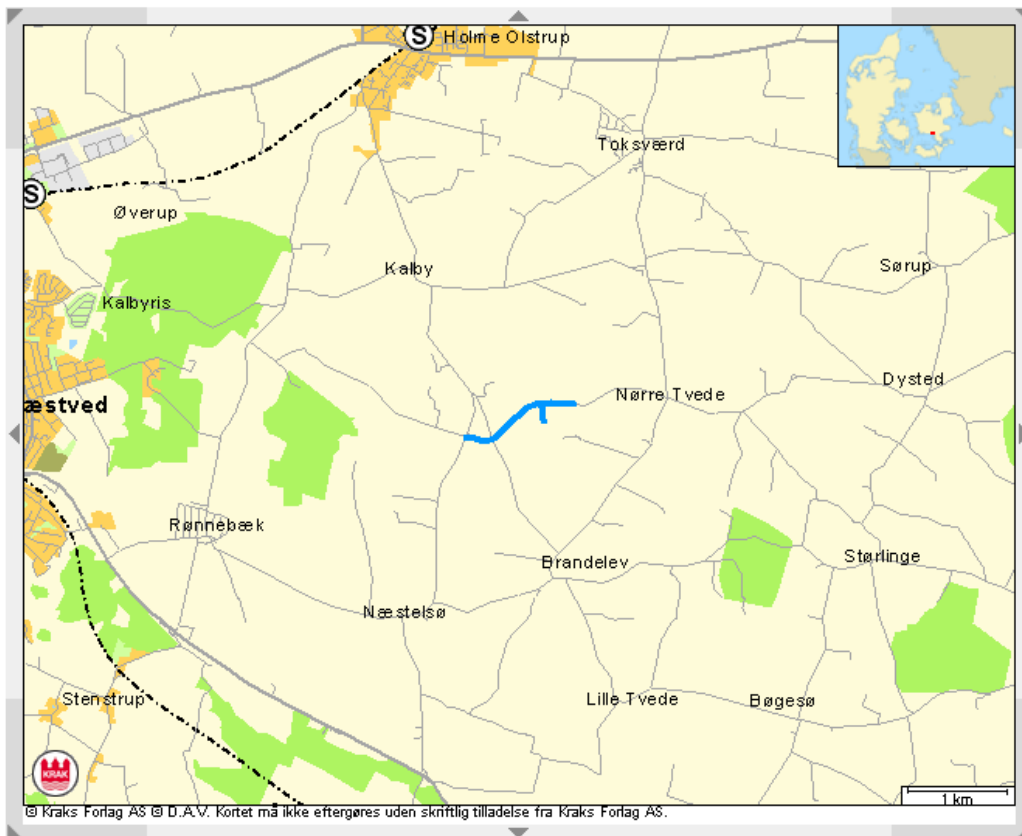 S
Holme Olstrup
Toksværd
S
Øverup
Sørup
Kalby
Kalbyris
Dysted
Nørre Tvede
æstved
Rønnebæk
Brandelev
Størlinge
Næstelsø
Stenstrup
Lille Tvede
Bøgesø
KRAK
1 km
© Kraks Forlag AS © D.A.V. Kortet må ikke eftergøres uden skriftlig tilladelse fra Kraks Forlag AS.